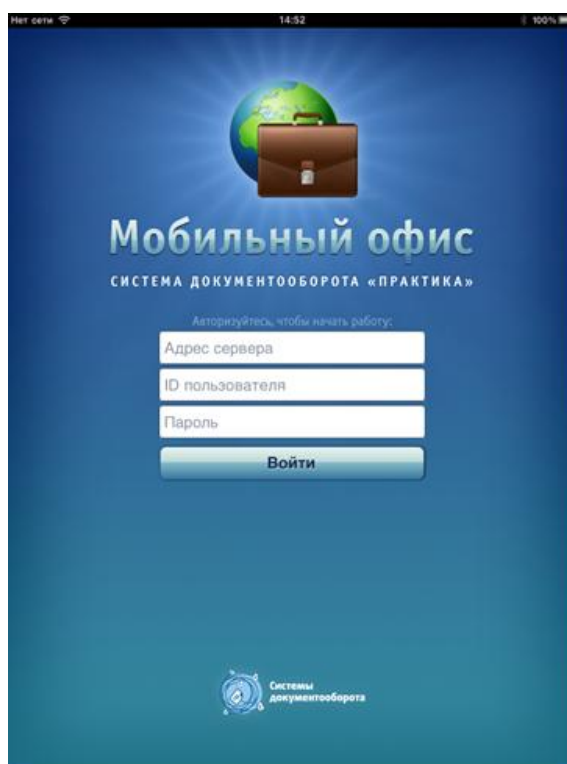 Нет сети 14:52 100%
Мобильный офис
СИСТЕМА ДОКУМЕНТООБОРОТА «ПРАКТИКА»
Авторизуйтесь, чтобы начать работу:
Адрес сервера
ID пользователя
Пароль
Войти
Системы
документооборота